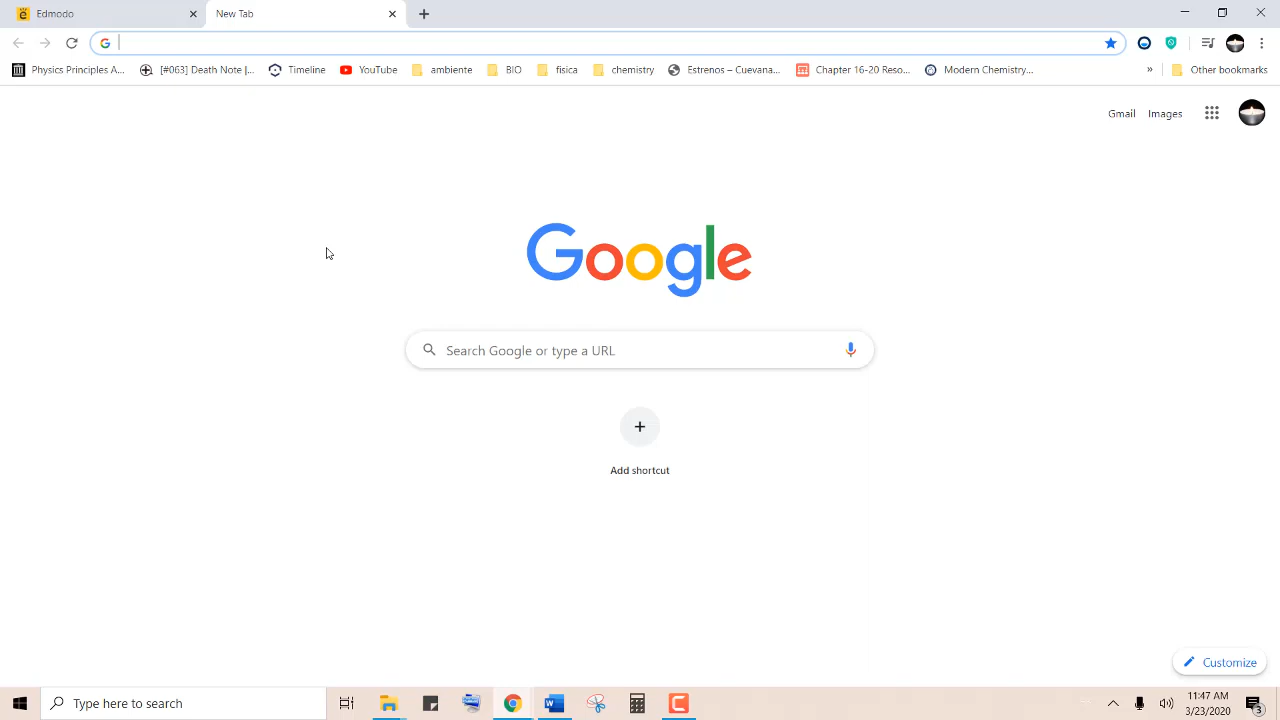 Edmodo
New Tab
Physics Principles A...
[#063] Death Note |...
Timeline
YouTube
ambiente
BIO
fisica
chemistry
Estrenos – Cuevana...
Chapter 16-20 Reso...
Modern Chemistry...
»
Other bookmarks
Gmail
Images
Google
Search Google or type a URL
Add shortcut
Customize
Type here to search
11:47 AM
3/23/2020
3